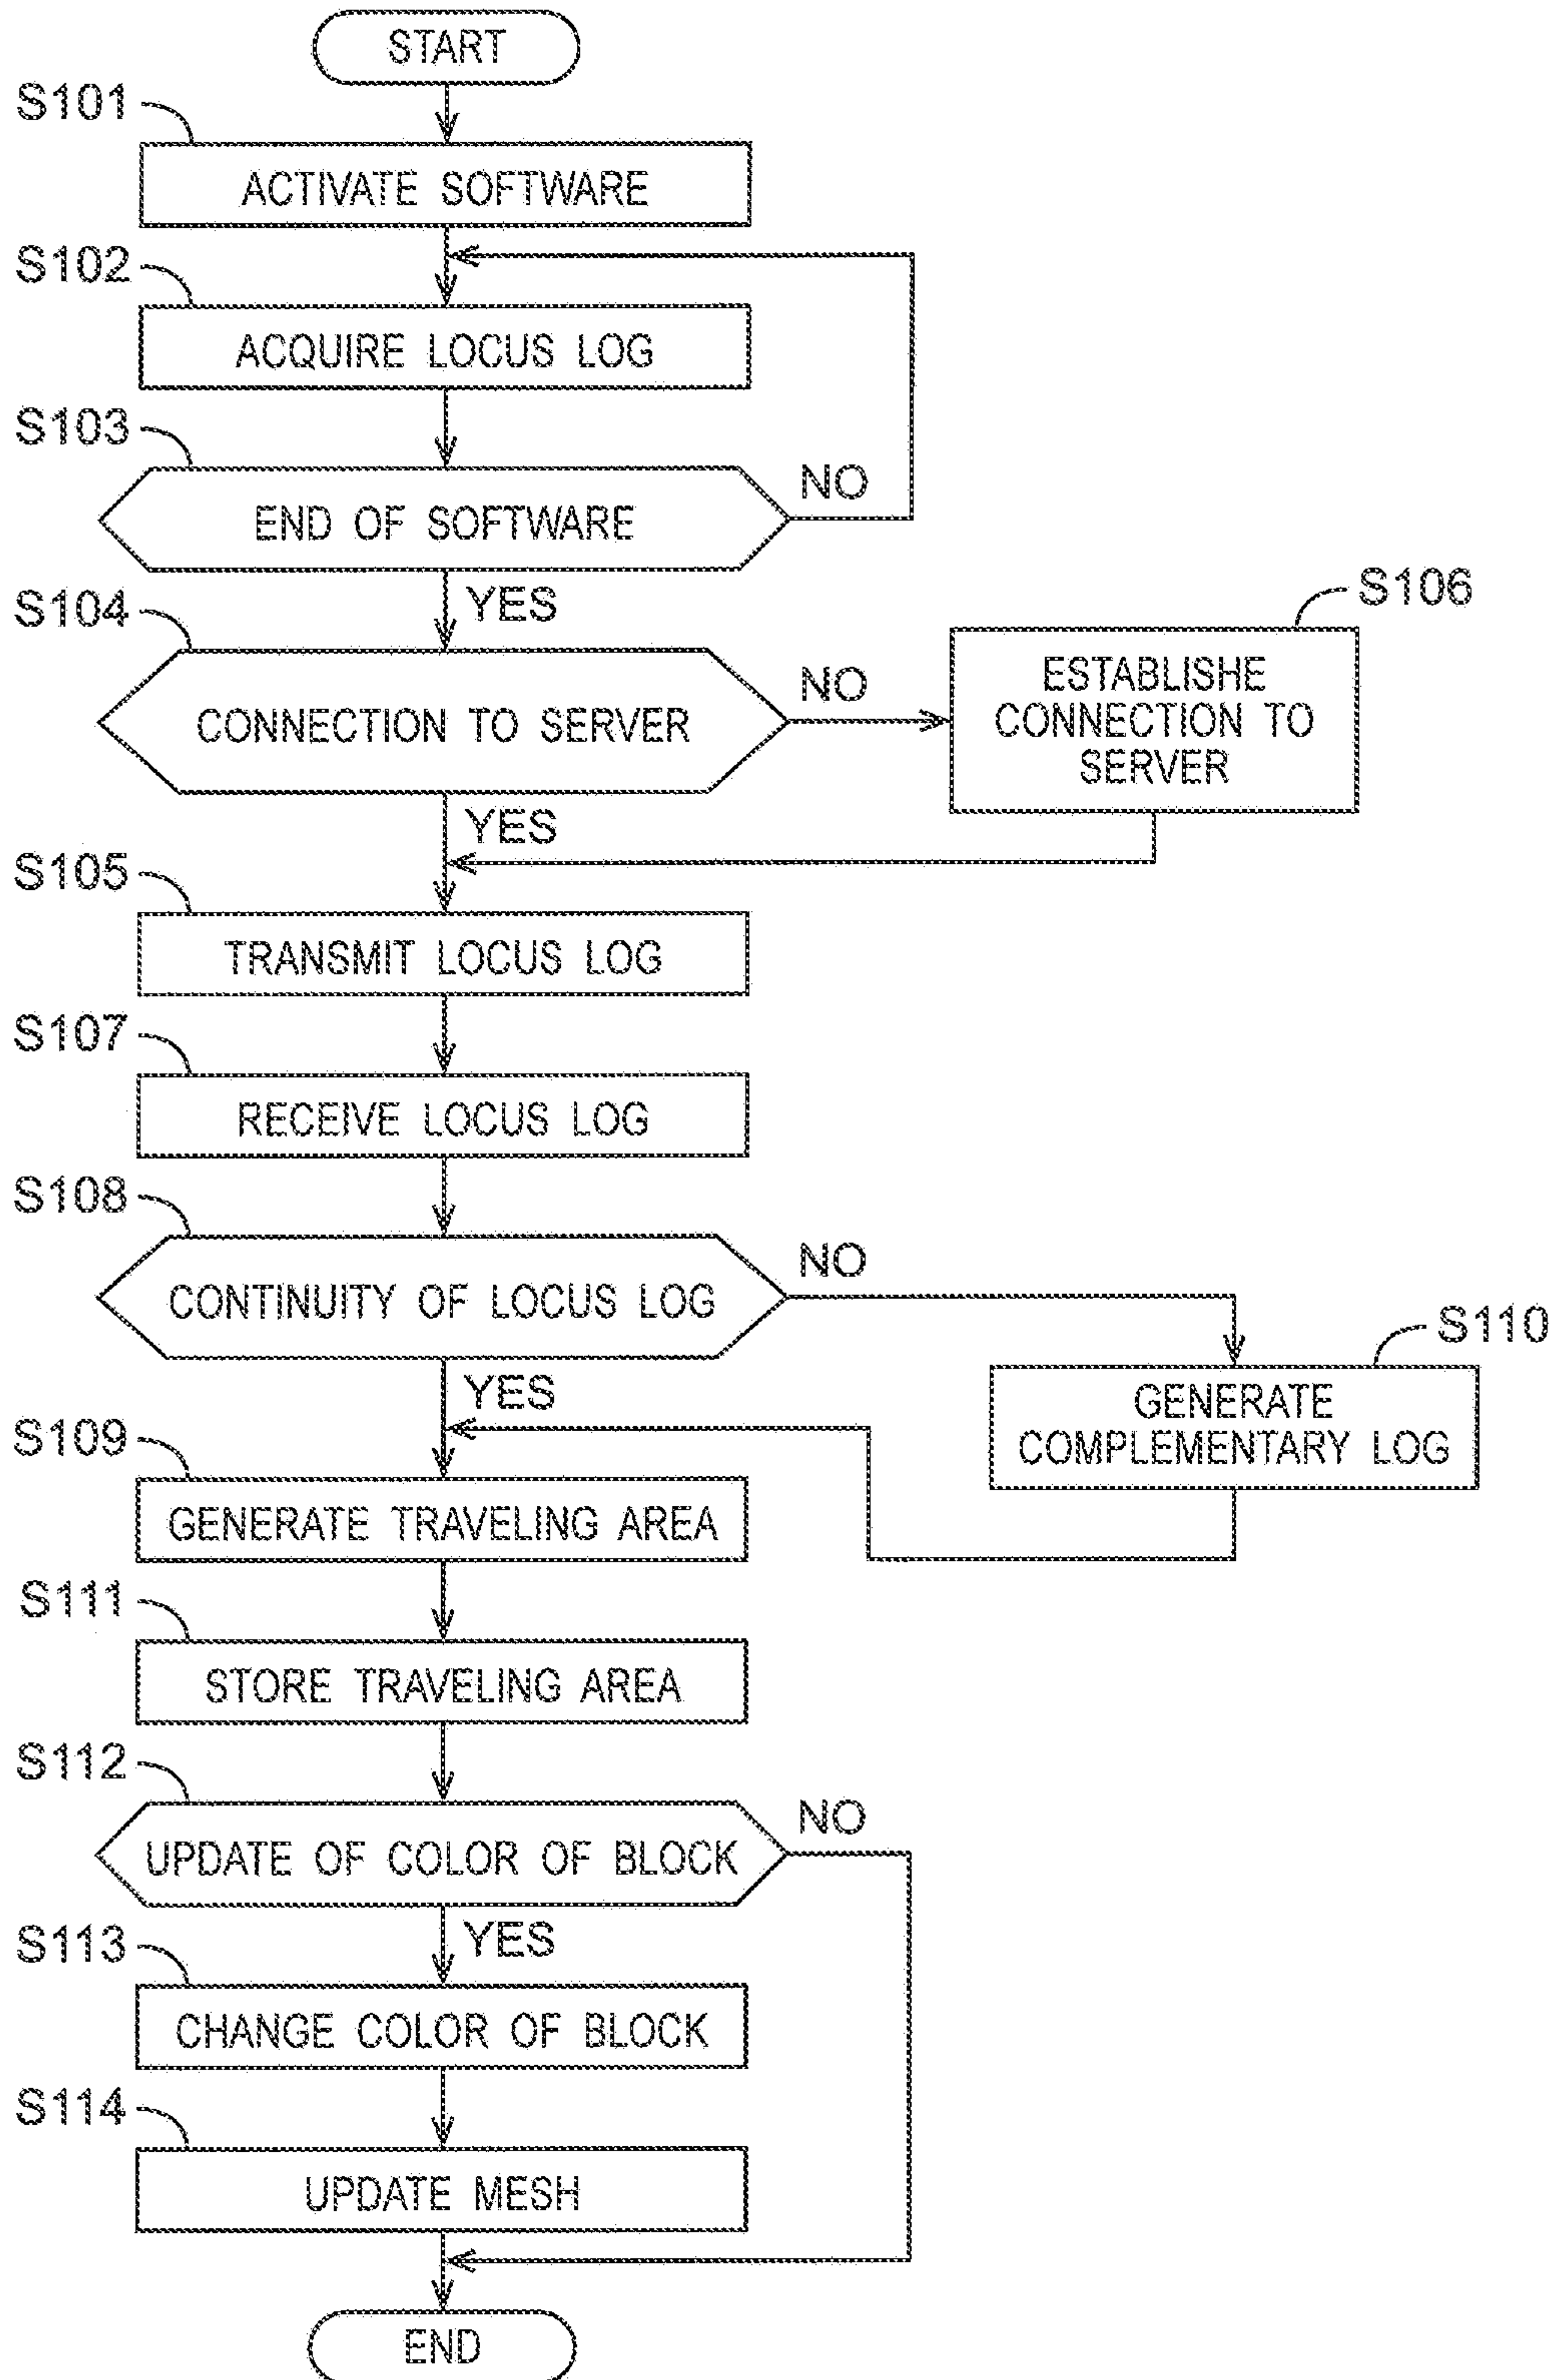 START
S101
ACTIVATE SOFTWARE
S102
ACQUIRE LOCUS LOG
S103
END OF SOFTWARE
NO
YES
S104
CONNECTION TO SERVER
NO
S106
ESTABLISHE
CONNECTION TO
SERVER
YES
S105
TRANSMIT LOCUS LOG
S107
RECEIVE LOCUS LOG
S108
CONTINUITY OF LOCUS LOG
NO
S110
GENERATE
COMPLEMENTARY LOG
YES
S109
GENERATE TRAVELING AREA
S111
STORE TRAVELING AREA
S112
UPDATE OF COLOR OF BLOCK
NO
YES
S113
CHANGE COLOR OF BLOCK
S114
UPDATE MESH
END